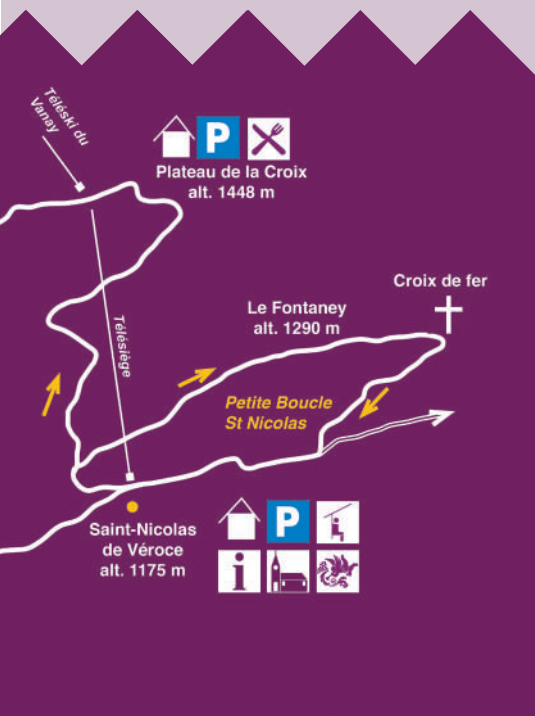 Téléski du
Vanay
P
Plateau de la Croix
alt. 1448 m
Croix de fer
Le Fontaney
alt. 1290 m
Télésiège
Petite Boucle
St Nicolas
Saint-Nicolas
de Véroce
alt. 1175 m
P
i